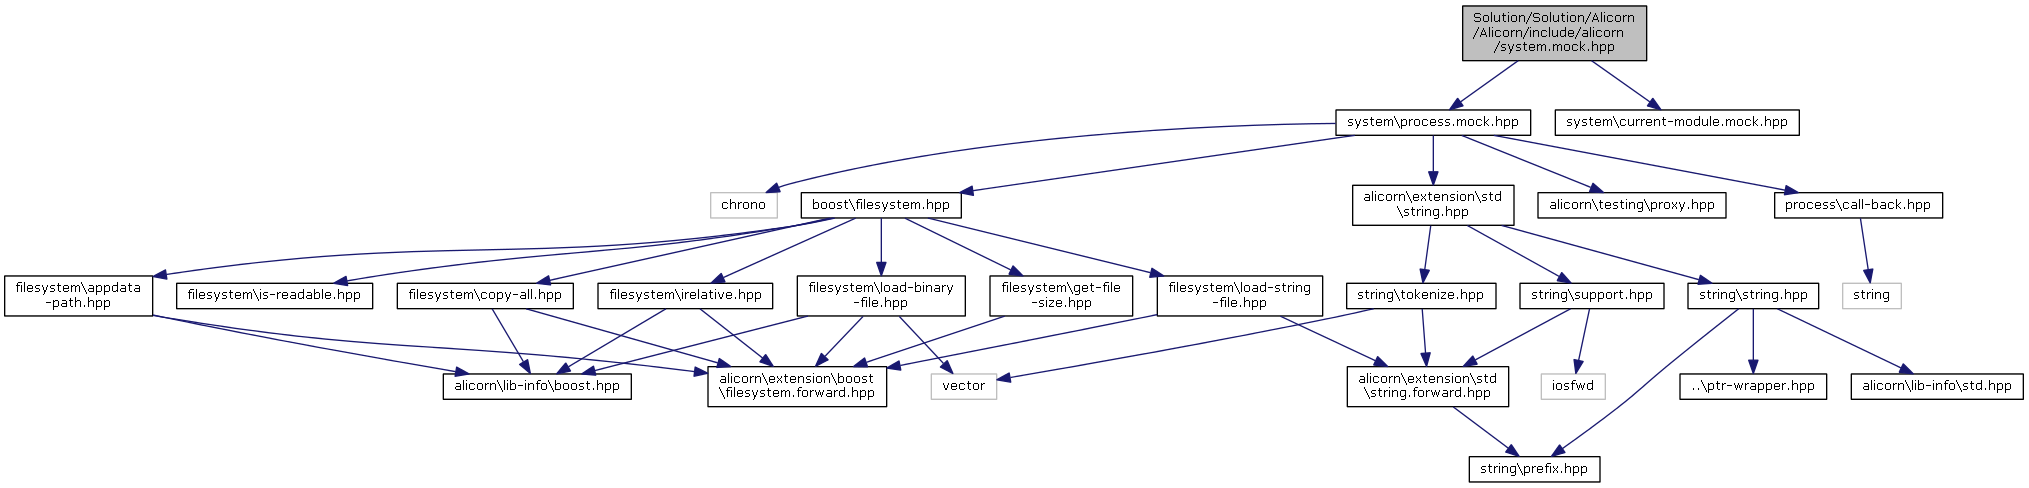 Solution/Solution/Alicorn
/Alicorn/include/alicorn
/system.mock.hpp
system\process.mock.hpp
system\current-module.mock.hpp
chrono
boost\filesystem.hpp
alicorn\extension\std
\string.hpp
alicorn\testing\proxy.hpp
process\call-back.hpp
filesystem\appdata
-path.hpp
filesystem\is-readable.hpp
filesystem\copy-all.hpp
filesystem\irelative.hpp
filesystem\load-binary
-file.hpp
filesystem\get-file
-size.hpp
filesystem\load-string
-file.hpp
string\tokenize.hpp
string\support.hpp
string\string.hpp
string
alicorn\lib-info\boost.hpp
alicorn\extension\boost
\filesystem.forward.hpp
vector
alicorn\extension\std
\string.forward.hpp
iosfwd
..\ptr-wrapper.hpp
alicorn\lib-info\std.hpp
string\prefix.hpp